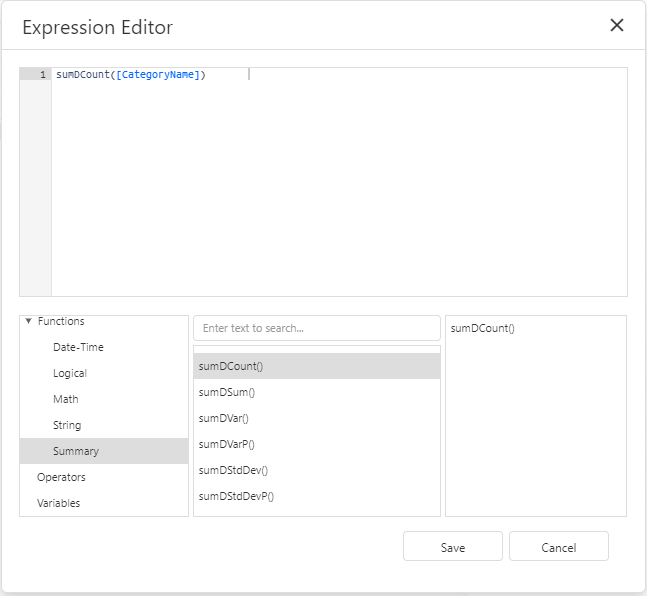 Expression Editor
1 sumDCount([CategoryName])
Functions
Date-Time
Logical
Math
String
Summary
Operators
Variables
Enter text to search...
sumDCount()
sumDSum()
sumDVar()
sumDVarP()
sumDStdDev()
sumDStdDevP()
sumDCount()
Save
Cancel